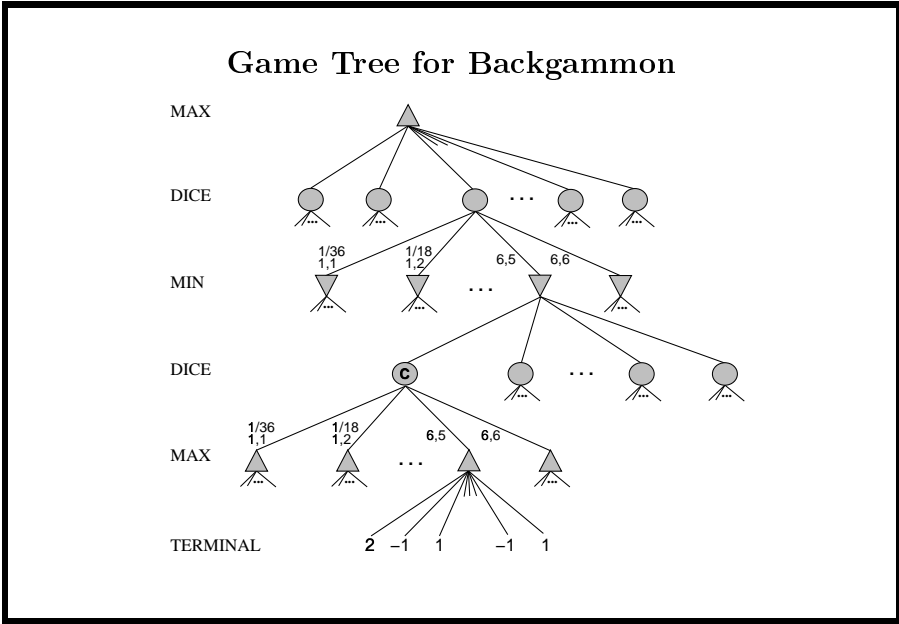 Game Tree for Backgammon
MAX
DICE
...
1/36 1/18
1,1 1,2 6,5 6,6
MIN
...
DICE
C
...
1/36 1/18
1,1 1,2 6,5 6,6
MAX
...
TERMINAL 2 −1 1 −1 1